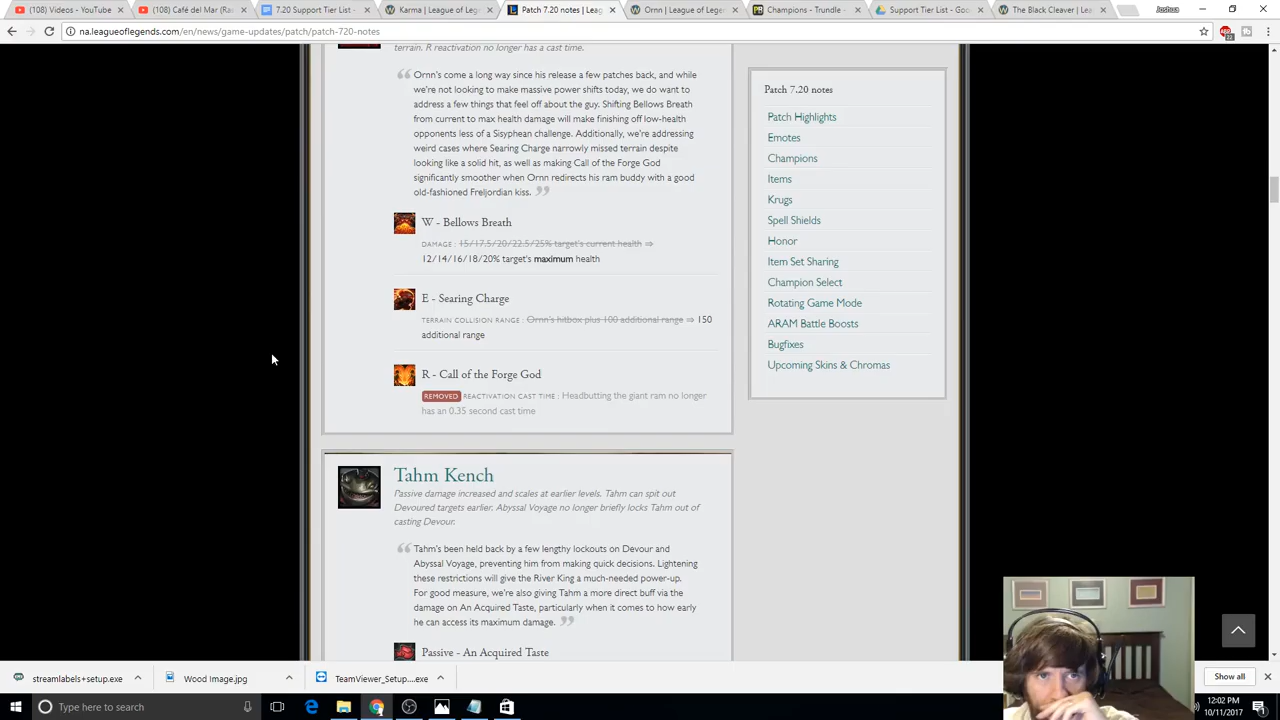 (108) Videos - YouTube
(108) Café del Mar (Ra
7.20 Support Tier List -
Karma | League of Leg
Patch 7.20 notes | Leag
Ornn | League of Leger
Champions - Trundle -
Support Tier List - Goo
The Black Cleaver | Le
Joshua
na.leagueoflegends.com/en/news/game-updates/patch/patch-720-notes
terrain. R reactivation no longer has a cast time.
Ornn's come a long way since his release a few patches back, and while
we're not looking to make massive power shifts today, we do want to
address a few things that feel off about the guy. Shifting Bellows Breath
from current to max health damage will make finishing off low-health
opponents less of a Sisyphean challenge. Additionally, we're addressing
weird cases where Searing Charge narrowly missed terrain despite
looking like a solid hit, as well as making Call of the Forge God
significantly smoother when Ornn redirects his ram buddy with a good
old-fashioned Freljordian kiss.
W - Bellows Breath
DAMAGE : 15/17.5/20/22.5/25% target's current health ⇒
12/14/16/18/20% target's maximum health
E - Searing Charge
TERRAIN COLLISION RANGE : Ornn's hitbox plus 100 additional range ⇒ 150
additional range
R - Call of the Forge God
REMOVED REACTIVATION CAST TIME : Headbutting the giant ram no longer
has an 0.35 second cast time
Tahm Kench
Passive damage increased and scales at earlier levels. Tahm can spit out
Devoured targets earlier. Abyssal Voyage no longer briefly locks Tahm out of
casting Devour.
Tahm's been held back by a few lengthy lockouts on Devour and
Abyssal Voyage, preventing him from making quick decisions. Lightening
these restrictions will give the River King a much-needed power-up.
For good measure, we're also giving Tahm a more direct buff via the
damage on An Acquired Taste, particularly when it comes to how early
he can access its maximum damage.
Passive - An Acquired Taste
Patch 7.20 notes
Patch Highlights
Emotes
Champions
Items
Krugs
Spell Shields
Honor
Item Set Sharing
Champion Select
Rotating Game Mode
ARAM Battle Boosts
Bugfixes
Upcoming Skins & Chromas
streamlabels+setup.exe
Wood Image.jpg
TeamViewer_Setup....exe
Show all
Type here to search
12:02 PM
10/11/2017